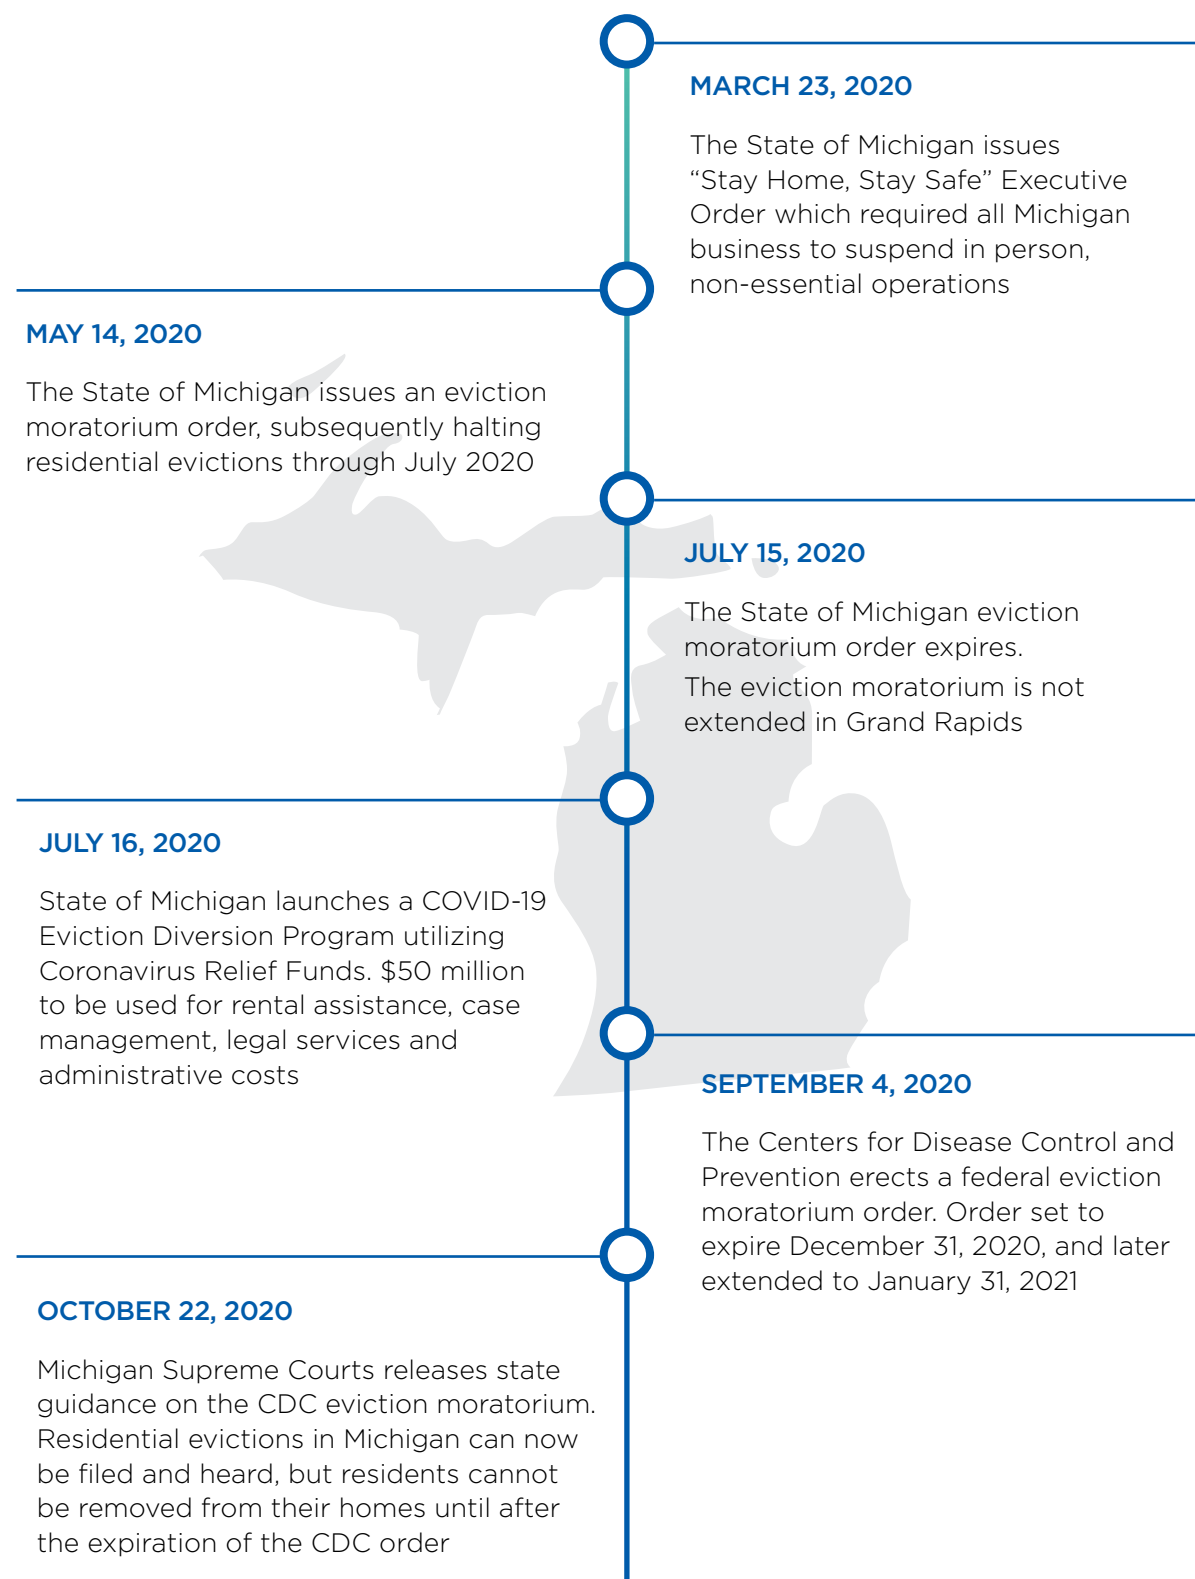 MARCH 23, 2020
The State of Michigan issues
“Stay Home, Stay Safe” Executive
Order which required all Michigan
business to suspend in person,
non-essential operations
MAY 14, 2020
The State of Michigan issues an eviction
moratorium order, subsequently halting
residential evictions through July 2020
JULY 15, 2020
The State of Michigan eviction
moratorium order expires.
The eviction moratorium is not
extended in Grand Rapids
JULY 16, 2020
State of Michigan launches a COVID-19
Eviction Diversion Program utilizing
Coronavirus Relief Funds. $50 million
to be used for rental assistance, case
management, legal services and
administrative costs
SEPTEMBER 4, 2020
The Centers for Disease Control and
Prevention erects a federal eviction
moratorium order. Order set to
expire December 31, 2020, and later
extended to January 31, 2021
OCTOBER 22, 2020
Michigan Supreme Courts releases state
guidance on the CDC eviction moratorium.
Residential evictions in Michigan can now
be filed and heard, but residents cannot
be removed from their homes until after
the expiration of the CDC order